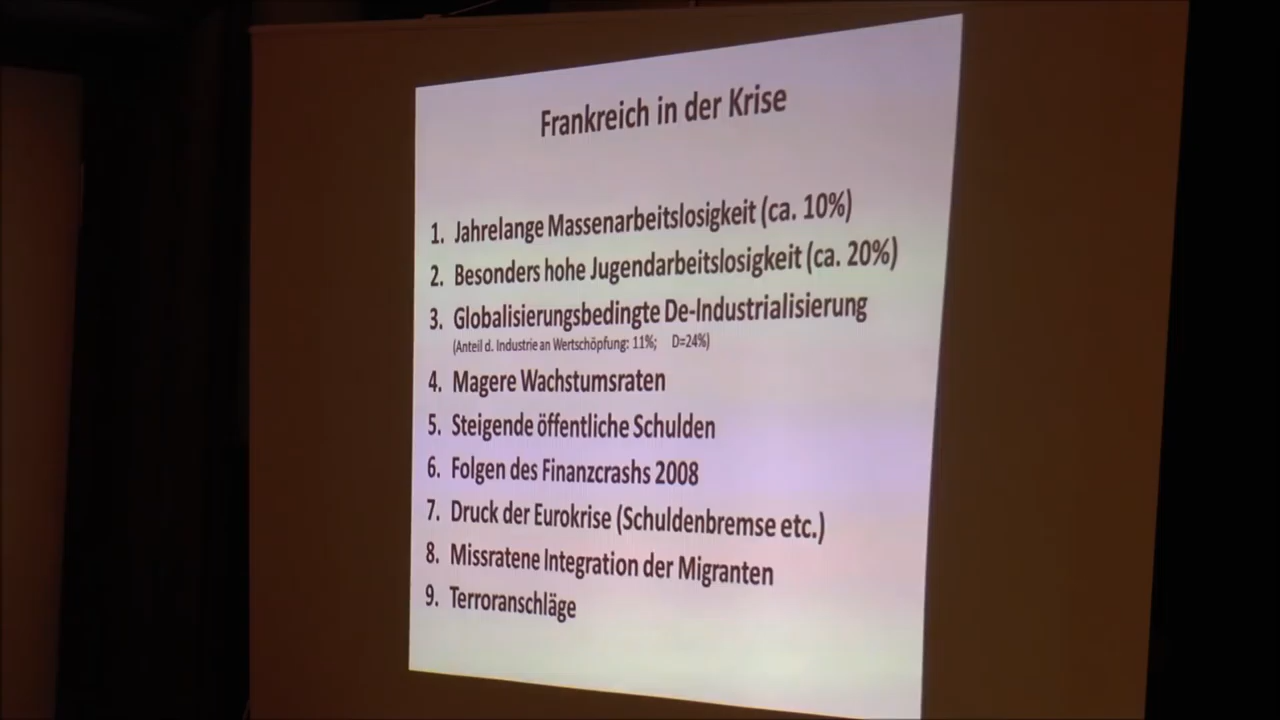 Frankreich in der Krise
1. Jahrelange Massenarbeitslosigkeit (ca. 10%)
2. Besonders hohe Jugendarbeitslosigkeit (ca. 20%)
3. Globalisierungsbedingte De-Industrialisierung
(Anteil d. Industrie an Wertschöpfung: 11%; D=24%)
4. Magere Wachstumsraten
5. Steigende öffentliche Schulden
6. Folgen des Finanzcrashs 2008
7. Druck der Eurokrise (Schuldenbremse etc.)
8. Missratene Integration der Migranten
9. Terroranschläge